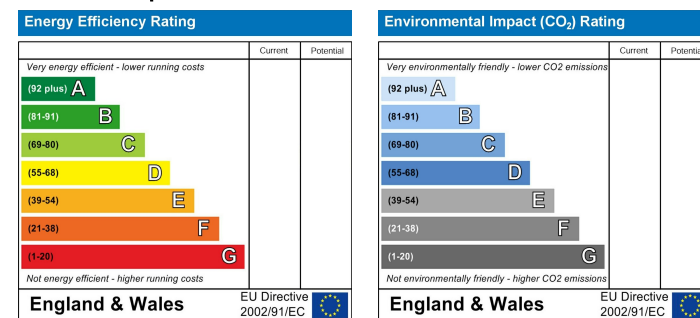 Energy Efficiency Rating
Current Potential
Very energy efficient - lower running costs
(92 plus) A
(81-91) B
(69-80) C
(55-68) D
(39-54) E
(21-38) F
(1-20) G
Not energy efficient - higher running costs
England & Wales
EU Directive
2002/91/EC
Environmental Impact (CO₂) Rating
Current Potential
Very environmentally friendly - lower CO2 emissions
(92 plus) A
(81-91) B
(69-80) C
(55-68) D
(39-54) E
(21-38) F
(1-20) G
Not environmentally friendly - higher CO2 emissions
England & Wales
EU Directive
2002/91/EC